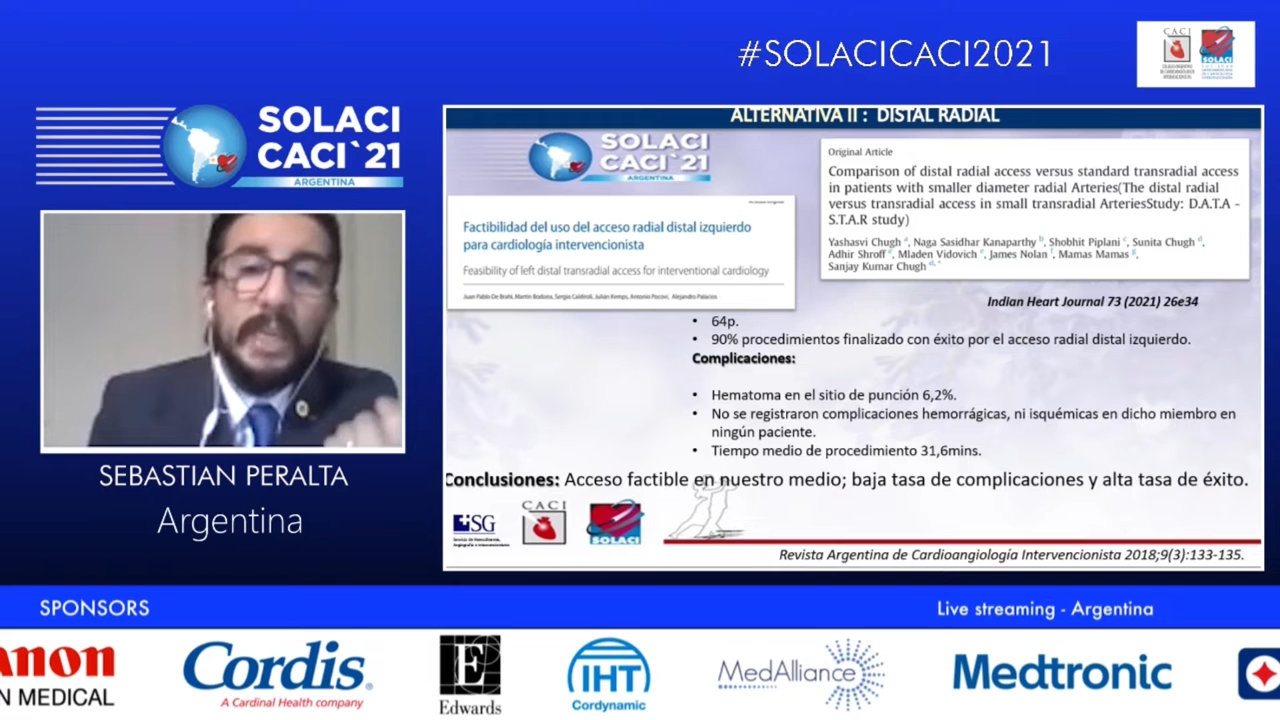 #SOLACICACI2021
CACI
SOLACI
SOLACI
CACI`21
ARGENTINA
SEBASTIAN PERALTA
Argentina
ALTERNATIVA II : DISTAL RADIAL
SOLACI
CACI`21
ARGENTINA
Factibilidad del uso del acceso radial distal izquierdo
para cardiología intervencionista
Feasibility of left distal transradial access for interventional cardiology
Original Article
Comparison of distal radial access versus standard transradial access
in patients with smaller diameter radial Arteries(The distal radial
versus transradial access in small transradial ArteriesStudy: D.A.T.A -
S.T.A.R study)
Yashasvi Chugh a, Naga Sasidhar Kanaparthy b, Shobhit Piplani c, Sunita Chugh d,
Adhir Shroff e, Mladen Vidovich e, James Nolan f, Mamas Mamas g,
Sanjay Kumar Chugh d, *
Indian Heart Journal 73 (2021) 26e34
• 64p.
• 90% procedimientos finalizado con éxito por el acceso radial distal izquierdo.
Complicaciones:
• Hematoma en el sitio de punción 6,2%.
• No se registraron complicaciones hemorrágicas, ni isquémicas en dicho miembro en
ningún paciente.
• Tiempo medio de procedimiento 31,6mins.
Conclusiones: Acceso factible en nuestro medio; baja tasa de complicaciones y alta tasa de éxito.
SG
CACI
SOLACI
Revista Argentina de Cardioangiología Intervencionista 2018;9(3):133-135.
SPONSORS
Live streaming - Argentina
anon
N MEDICAL
Cordis
A Cardinal Health company
E
Edwards
IHT
Cordynamic
MedAlliance
Medtronic